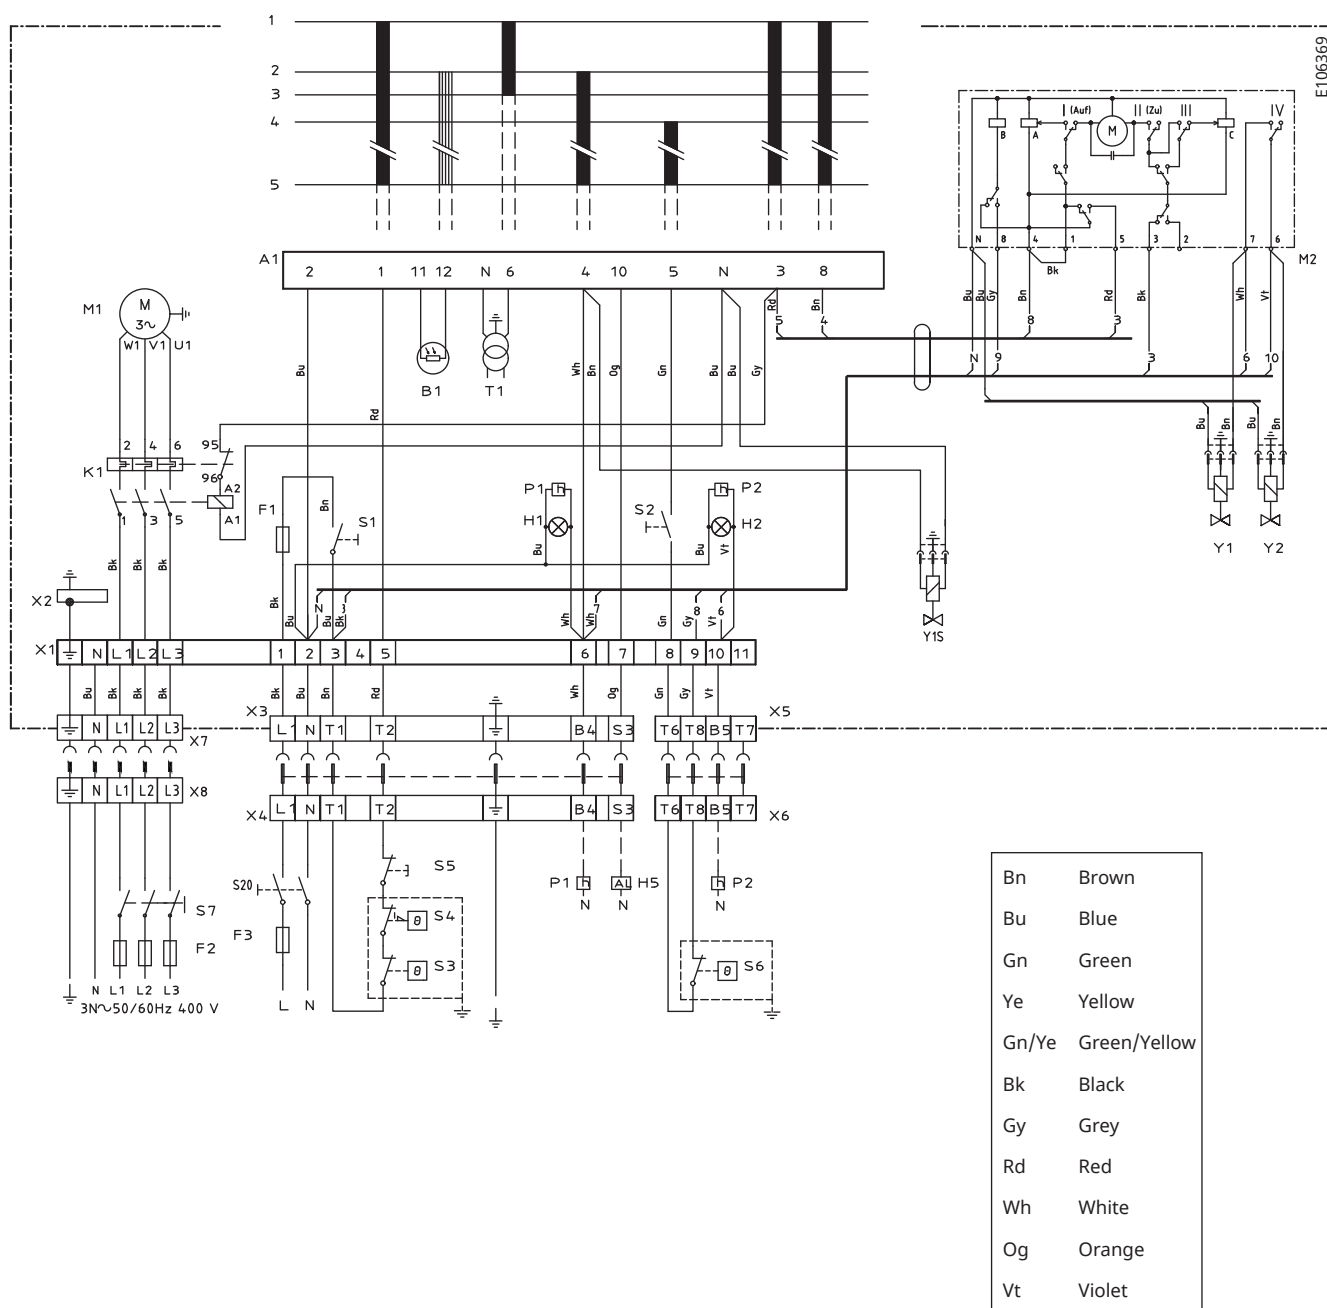 1
2
3
4
5
E106369
I (Auf) II (Zu) III IV
B A M C
N 8 4 1 5 3 2 7 6
M2
Bk
Bu Bu Gy Bn Rd Bk Wh Vt
A1
2 1 11 12 N 6 4 10 5 N 3 8
Rd Bn
5 4 8 3
N 9 3 6 10
M1
M
3~
W1 V1 U1
B1 T1
Bu Rd Wh Bn Og Gn Bu Bu Gy
Bu Bn Bu Bn
Y1 Y2
2 4 6 95
K1
96
A2
A1
1 3 5
F1
Bn
S1
P1
H1
Bu
S2
P2
H2
Bu Vt
Y1S
Bk Bk Bk
X2
Bk Bu N Bu Bk 3 Wh Wh 7 Gn Gy 8 Vt 6
X1
N L1 L2 L3 1 2 3 4 5 6 7 8 9 10 11
Bu Bk Bk Bk Bk Bu Bn Rd Wh Og Gn Gy Vt
X3 X5
N L1 L2 L3 X7
L1 N T1 T2 B4 S3 T6 T8 B5 T7
N L1 L2 L3 X8
X4 L1 N T1 T2 B4 S3 T6 T8 B5 T7 X6
S7
F2
S20
F3
S5
S4
θ
S3
θ
P1 AL H5 P2
N N N
S6
θ
N L1 L2 L3
3N~50/60Hz 400 V
L N
Bn Brown
Bu Blue
Gn Green
Ye Yellow
Gn/Ye Green/Yellow
Bk Black
Gy Grey
Rd Red
Wh White
Og Orange
Vt Violet